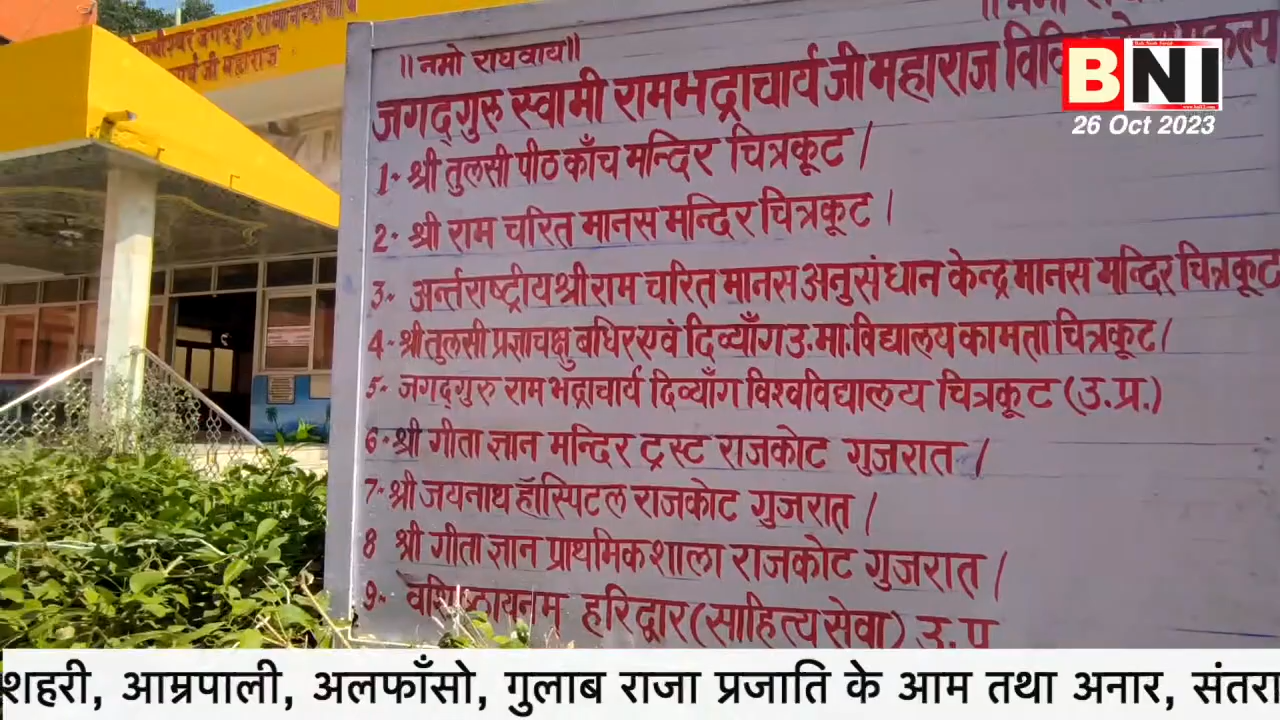 जगद्गुरु
जी महाराज
॥नमो राघवाय॥
जगद्गुरु स्वामी रामभद्राचार्य जी महाराज
1- श्री तुलसी पीठ काँच मन्दिर चित्रकूट।
2- श्री राम चरित मानस मन्दिर चित्रकूट।
3- अर्न्तराष्ट्रीय श्रीराम चरित मानस अनुसंधान केन्द्र मानस मन्दिर चित्रकूट
4- श्री तुलसी प्रज्ञाचक्षु बधिर एवं दिव्याँग उ.मा. विद्यालय कामता चित्रकूट।
5- जगद्गुरु राम भद्राचार्य दिव्याँग विश्वविद्यालय चित्रकूट (उ.प्र.)
6- श्री गीता ज्ञान मन्दिर ट्रस्ट राजकोट गुजरात।
7- श्री जयनाथ हॉस्पिटल राजकोट गुजरात।
8 श्री गीता ज्ञान प्राथमिक शाला राजकोट गुजरात।
9- हरिद्वार (साहित्य सेवा) उ.प
BNI
26 Oct 2023
शहरी, आम्रपाली, अलफाँसो, गुलाब राजा प्रजाति के आम तथा अनार, संतरा